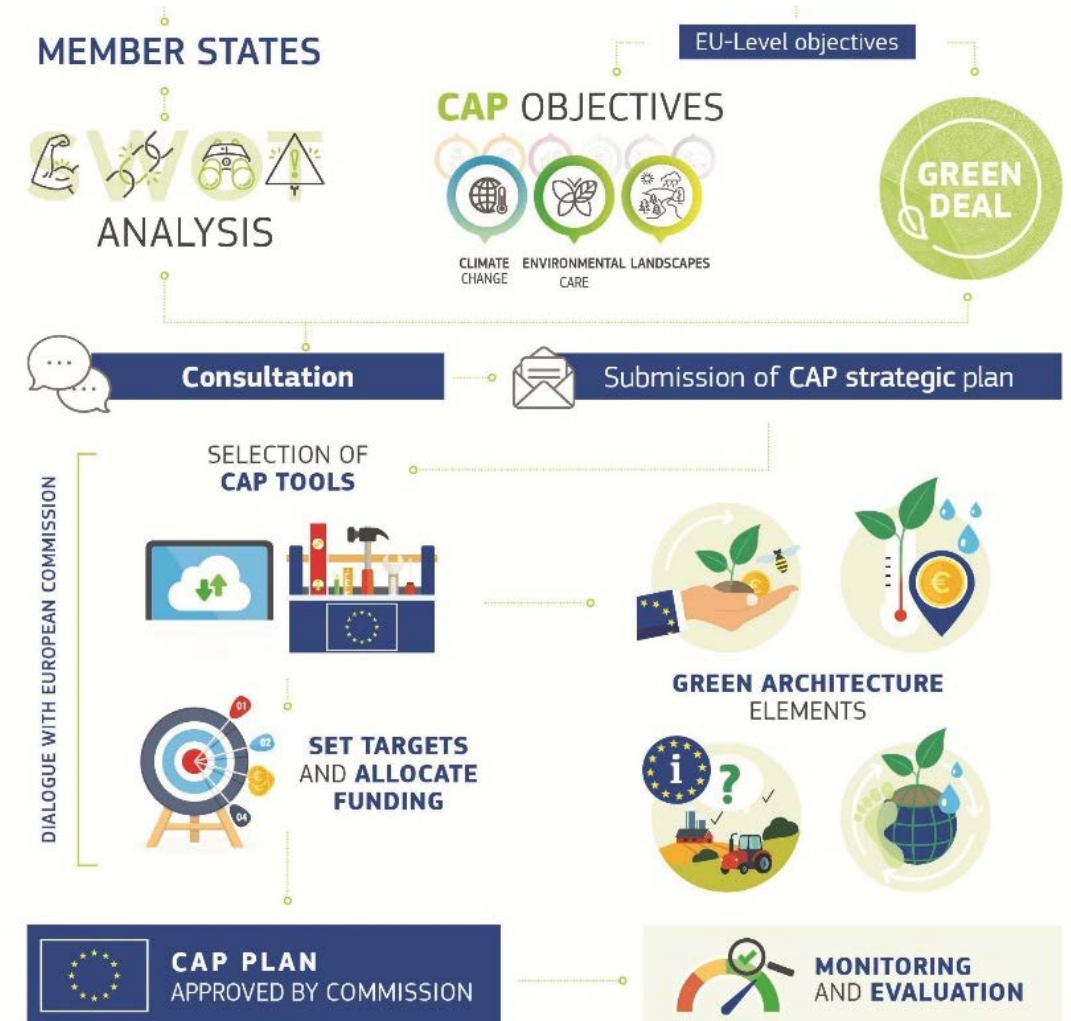 MEMBER STATES
SWOT
ANALYSIS
EU-Level objectives
CAP OBJECTIVES
CLIMATE
CHANGE
ENVIRONMENTAL
CARE
LANDSCAPES
GREEN
DEAL
Consultation
Submission of CAP strategic plan
DIALOGUE WITH EUROPEAN COMMISSION
SELECTION OF
CAP TOOLS
SET TARGETS
AND ALLOCATE
FUNDING
01
02
€
04
€
€
GREEN ARCHITECTURE
ELEMENTS
i
?
CAP PLAN
APPROVED BY COMMISSION
MONITORING
AND EVALUATION